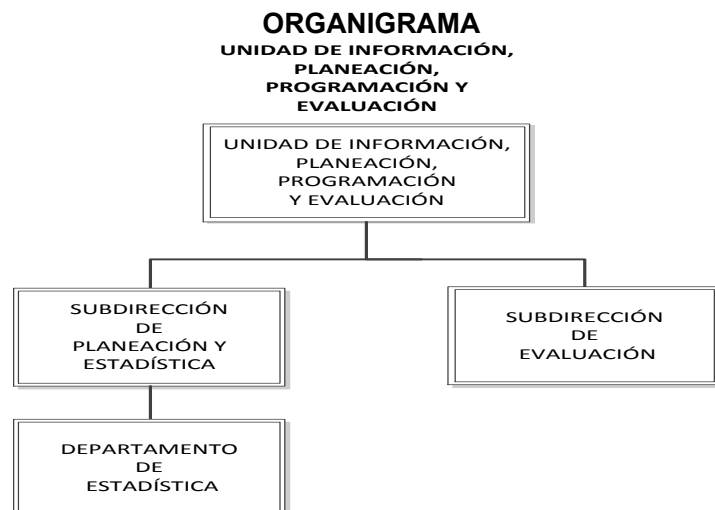 ORGANIGRAMA
UNIDAD DE INFORMACIÓN,
PLANEACIÓN,
PROGRAMACIÓN Y
EVALUACIÓN
UNIDAD DE INFORMACIÓN,
PLANEACIÓN,
PROGRAMACIÓN
Y EVALUACIÓN
SUBDIRECCIÓN
DE
PLANEACIÓN Y
ESTADÍSTICA
SUBDIRECCIÓN
DE
EVALUACIÓN
DEPARTAMENTO
DE
ESTADÍSTICA